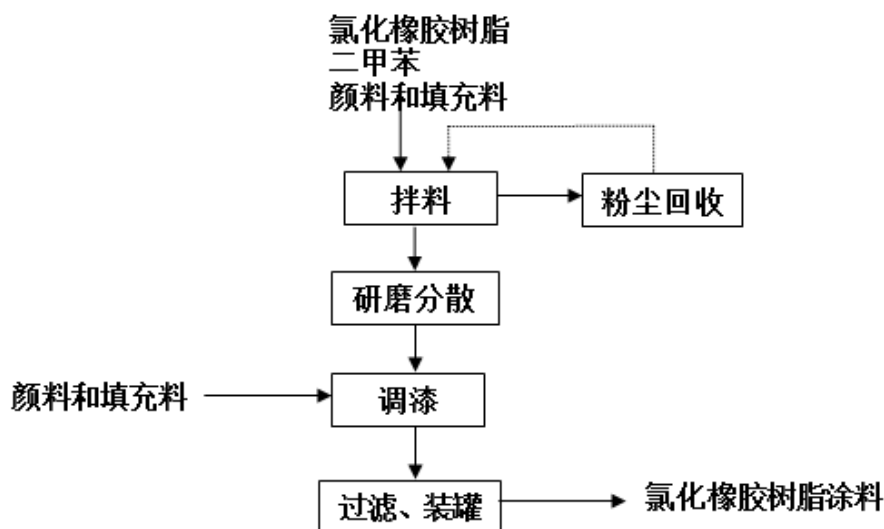 氯化橡胶树脂
二甲苯
颜料和填充料
拌料
粉尘回收
研磨分散
颜料和填充料
调漆
过滤、装罐
氯化橡胶树脂涂料